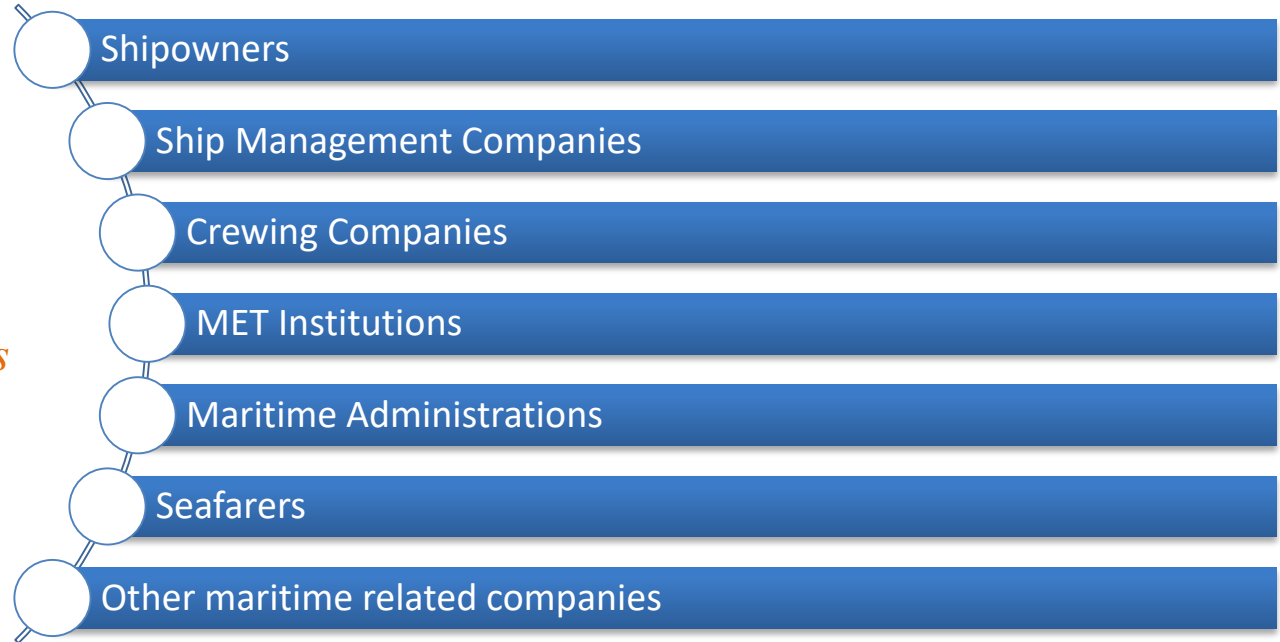 Shipowners
Ship Management Companies
Crewing Companies
MET Institutions
s
Maritime Administrations
Seafarers
Other maritime related companies